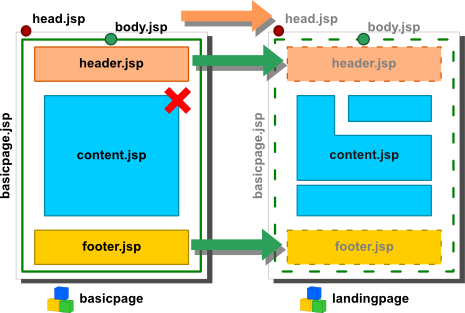 head.jsp
body.jsp
header.jsp
basicpage.jsp
content.jsp
footer.jsp
basicpage
head.jsp
body.jsp
header.jsp
basicpage.jsp
content.jsp
footer.jsp
landingpage